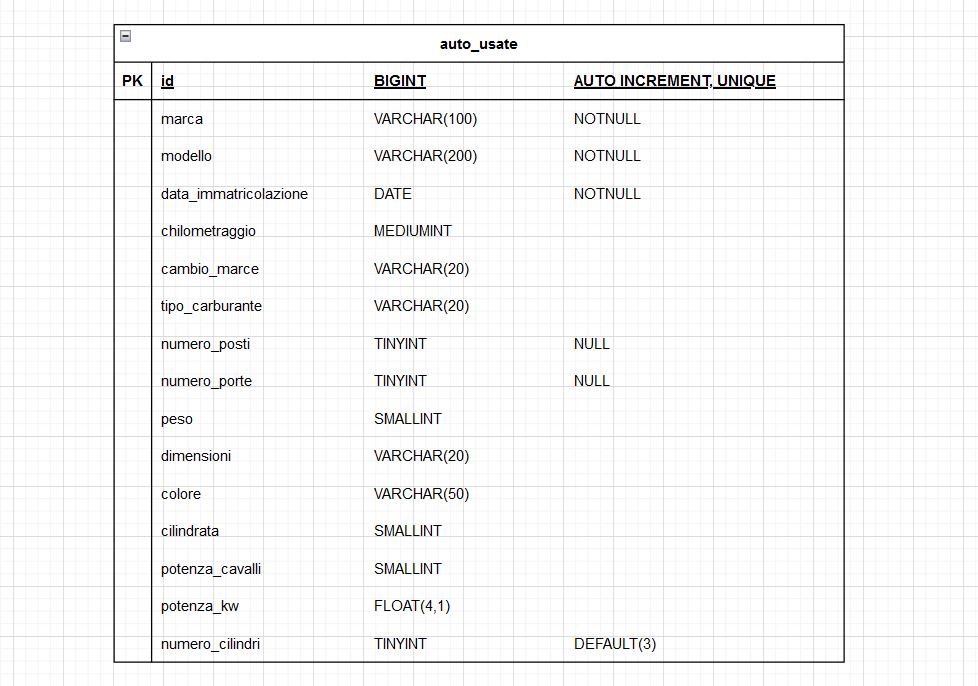 auto_usate
PK id BIGINT AUTO INCREMENT, UNIQUE
marca VARCHAR(100) NOTNULL
modello VARCHAR(200) NOTNULL
data_immatricolazione DATE NOTNULL
chilometraggio MEDIUMINT
cambio_marce VARCHAR(20)
tipo_carburante VARCHAR(20)
numero_posti TINYINT NULL
numero_porte TINYINT NULL
peso SMALLINT
dimensioni VARCHAR(20)
colore VARCHAR(50)
cilindrata SMALLINT
potenza_cavalli SMALLINT
potenza_kw FLOAT(4,1)
numero_cilindri TINYINT DEFAULT(3)